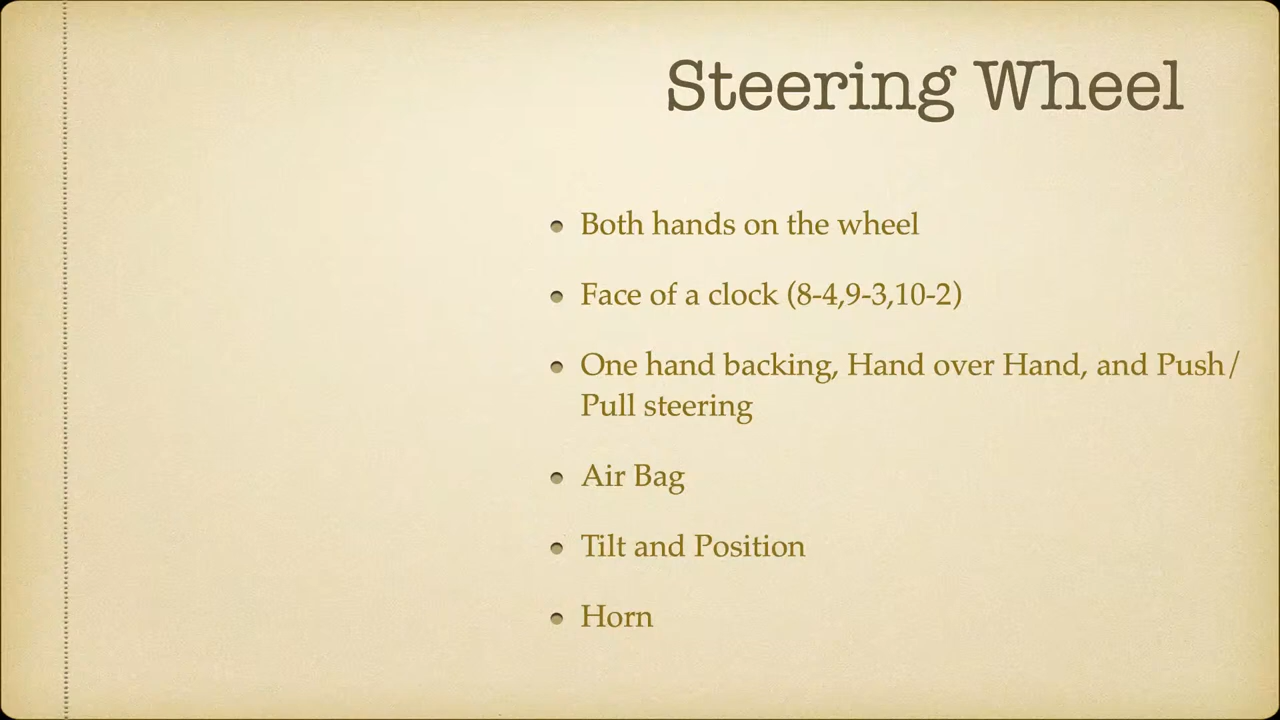 Steering Wheel
• Both hands on the wheel
• Face of a clock (8-4,9-3,10-2)
• One hand backing, Hand over Hand, and Push/
Pull steering
• Air Bag
• Tilt and Position
• Horn